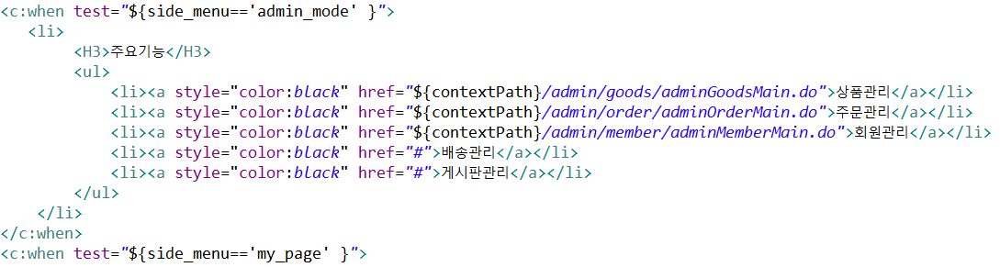 <c:when test="${side_menu=='admin_mode' }">
<li>
<H3>주요기능</H3>
<ul>
<li><a style="color:black" href="${contextPath}/admin/goods/adminGoodsMain.do">상품관리</a></li>
<li><a style="color:black" href="${contextPath}/admin/order/adminOrderMain.do">주문관리</a></li>
<li><a style="color:black" href="${contextPath}/admin/member/adminMemberMain.do">회원관리</a></li>
<li><a style="color:black" href="#">배송관리</a></li>
<li><a style="color:black" href="#">게시판관리</a></li>
</ul>
</li>
</c:when>
<c:when test="${side_menu=='my_page' }">